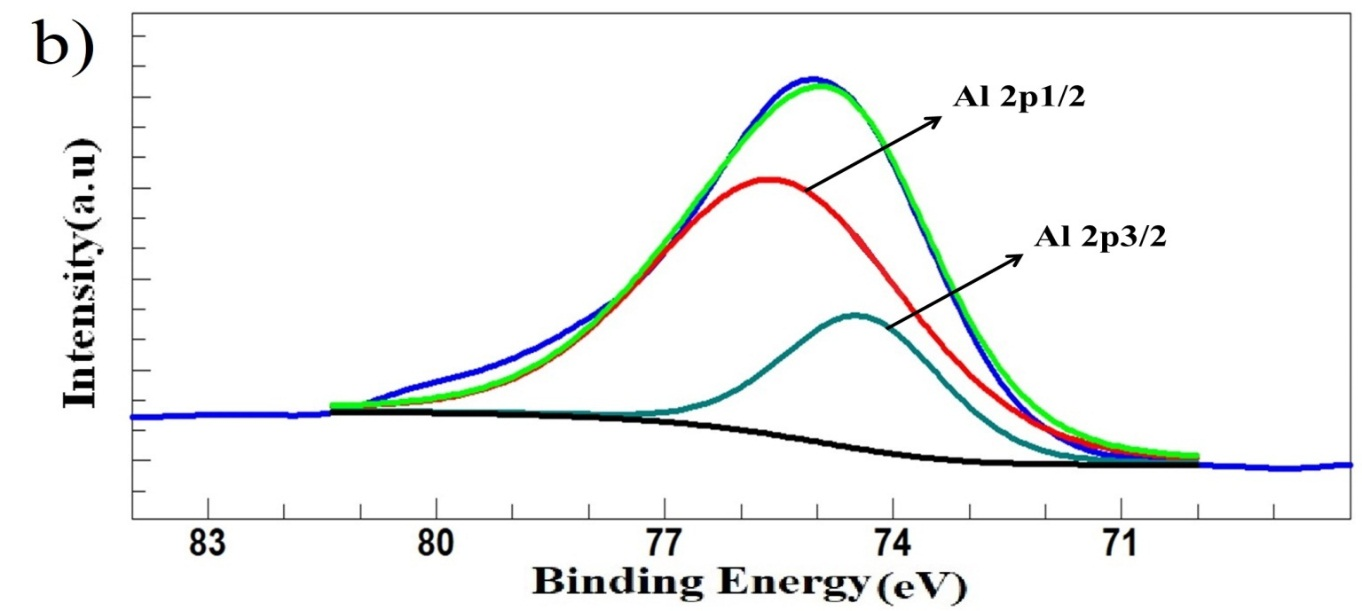 b)
Al 2p1/2
Al 2p3/2
Intensity(a.u)
83 80 77 74 71
Binding Energy (eV)